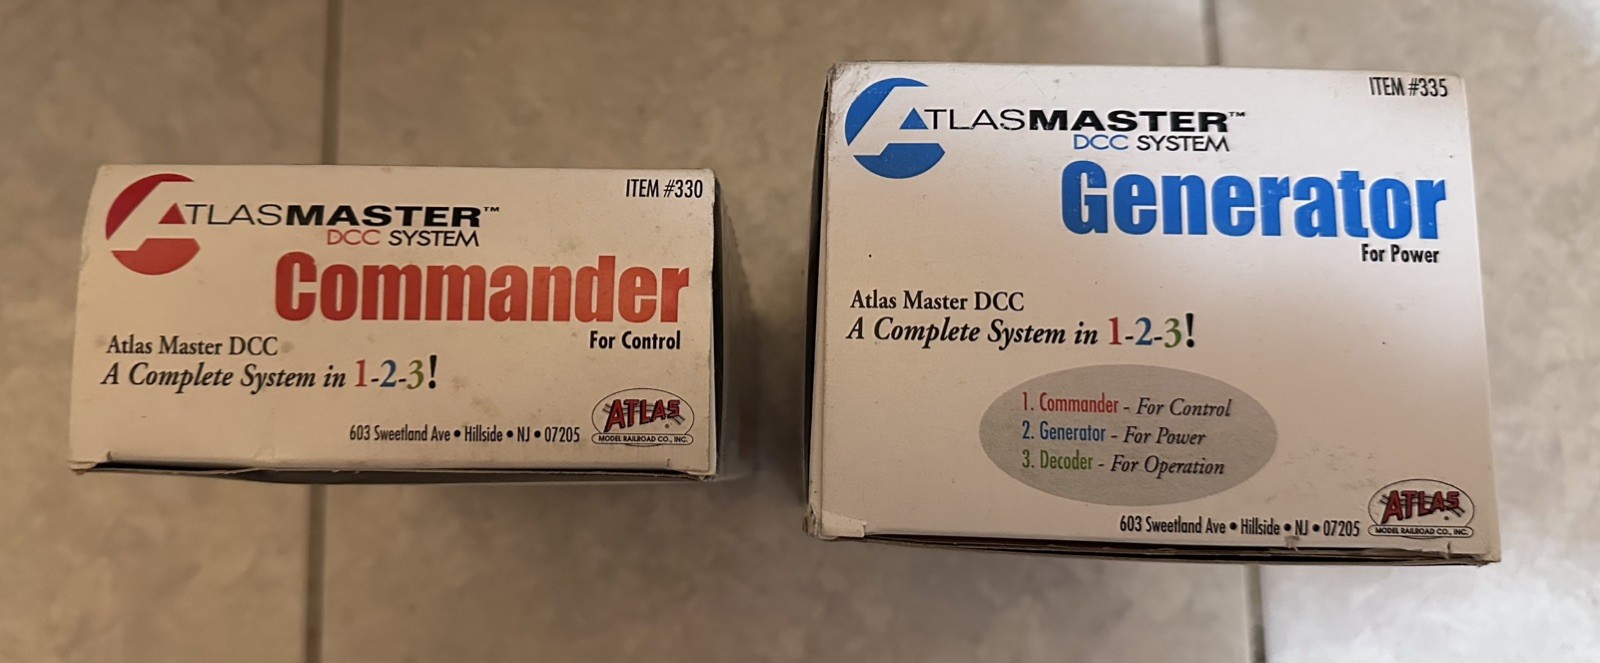 ITEM #330
ATLASMASTER™
DCC SYSTEM
Commander
For Control
Atlas Master DCC
A Complete System in 1-2-3!
603 Sweetland Ave • Hillside • NJ • 07205
ATLAS
MODEL RAILROAD CO., INC.
ITEM #335
ATLASMASTER™
DCC SYSTEM
Generator
For Power
Atlas Master DCC
A Complete System in 1-2-3!
1. Commander - For Control
2. Generator - For Power
3. Decoder - For Operation
603 Sweetland Ave • Hillside • NJ • 07205
ATLAS
MODEL RAILROAD CO., INC.